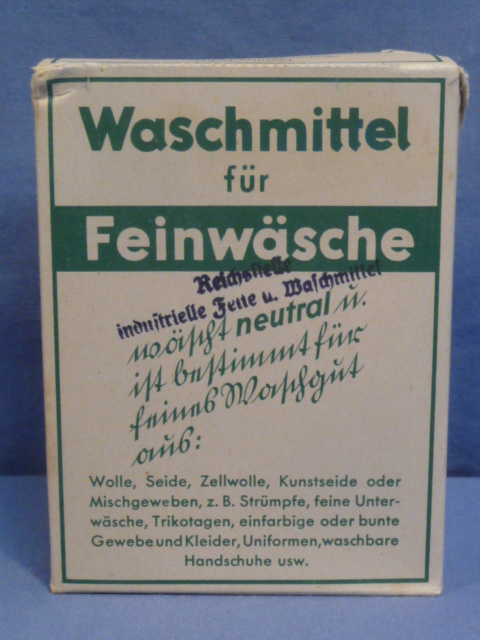 Waschmittel
für
Feinwäsche
Reichsstelle
industrielle Fette u. Waschmittel
wäscht neutral u.
ist bestimmt für
feines Waschgut
aus:
Wolle, Seide, Zellwolle, Kunstseide oder
Mischgeweben, z. B. Strümpfe, feine Unter-
wäsche, Trikotagen, einfarbige oder bunte
Gewebe und Kleider, Uniformen, waschbare
Handschuhe usw.